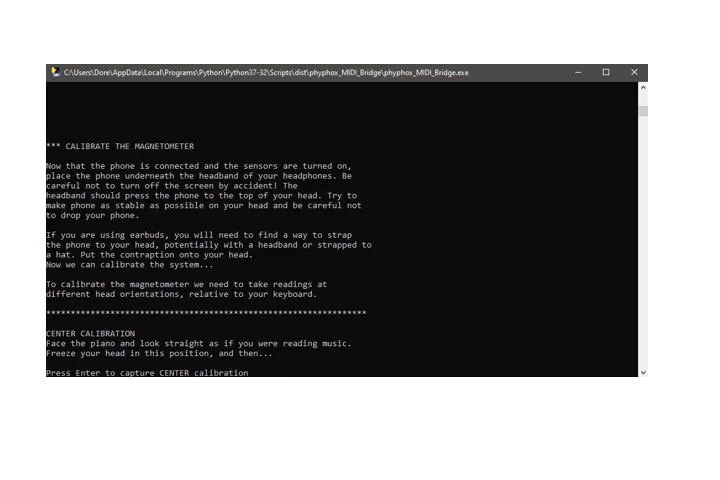 C:\Users\Dore\AppData\Local\Programs\Python\Python37-32\Scripts\dist\phyphox_MIDI_Bridge\phyphox_MIDI_Bridge.exe
*** CALIBRATE THE MAGNETOMETER
Now that the phone is connected and the sensors are turned on,
place the phone underneath the headband of your headphones. Be
careful not to turn off the screen by accident! The
headband should press the phone to the top of your head. Try to
make phone as stable as possible on your head and be careful not
to drop your phone.
If you are using earbuds, you will need to find a way to strap
the phone to your head, potentially with a headband or strapped to
a hat. Put the contraption onto your head.
Now we can calibrate the system...
To calibrate the magnetometer we need to take readings at
different head orientations, relative to your keyboard.
*****************************************************************
CENTER CALIBRATION
Face the piano and look straight as if you were reading music.
Freeze your head in this position, and then...
Press Enter to capture CENTER calibration